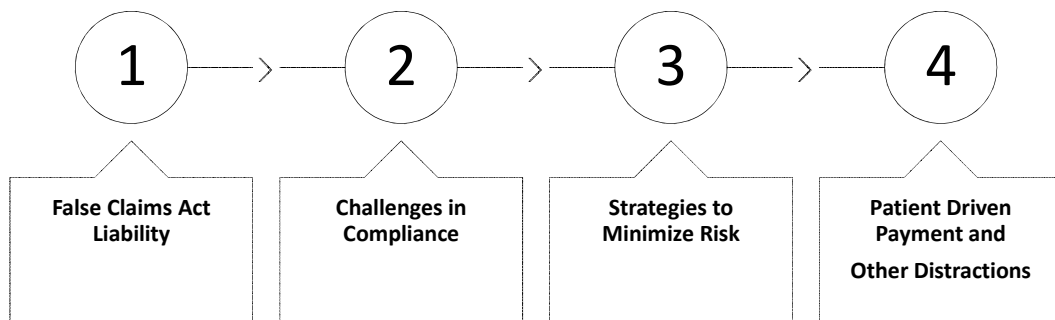 1
2
3
4
False Claims Act
Liability
Challenges in
Compliance
Strategies to
Minimize Risk
Patient Driven
Payment and
Other Distractions